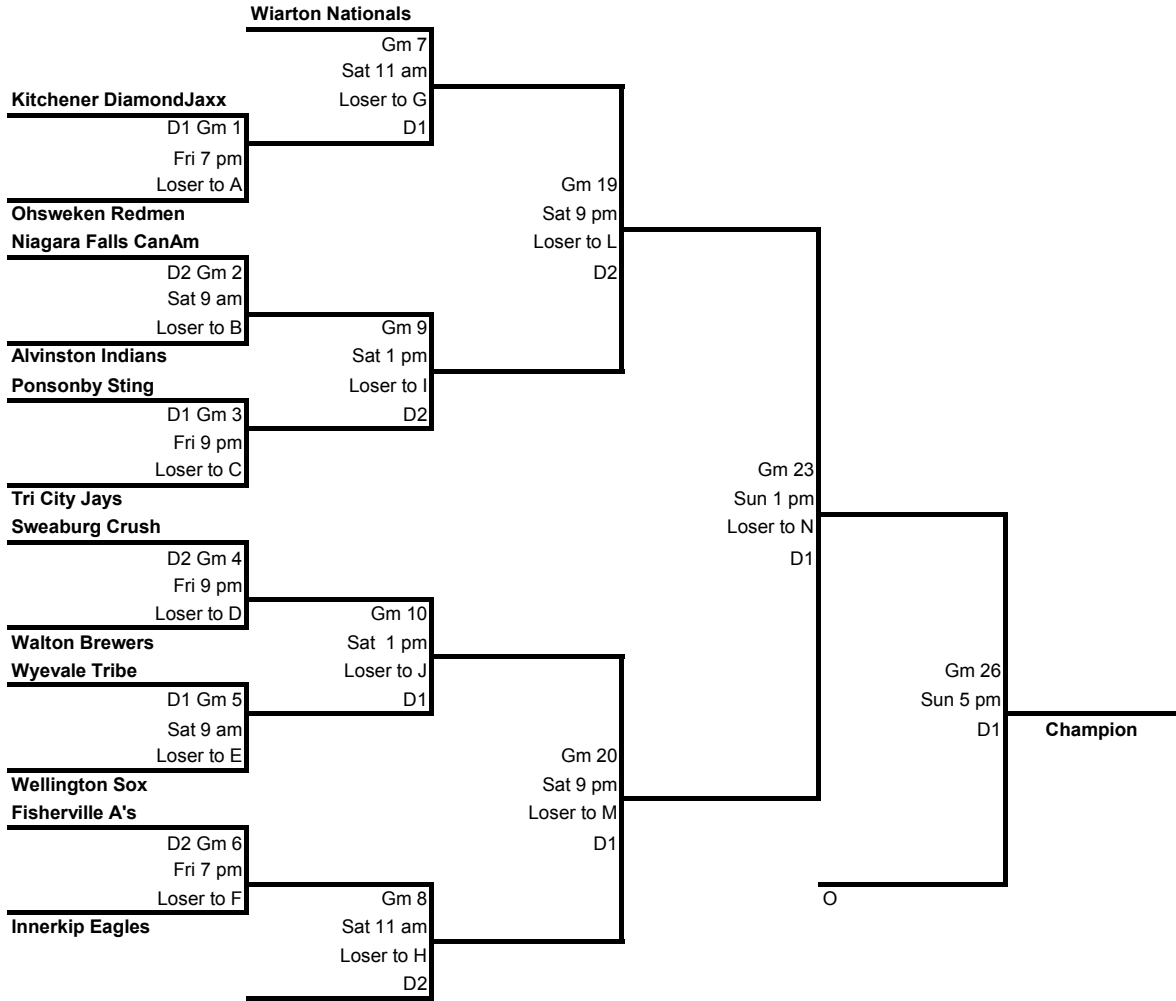 Wiarton Nationals
Gm 7
Sat 11 am
Kitchener DiamondJaxx
Loser to G
D1 Gm 1
D1
Fri 7 pm
Loser to A
Gm 19
Ohsweken Redmen
Sat 9 pm
Niagara Falls CanAm
Loser to L
D2 Gm 2
D2
Sat 9 am
Loser to B
Gm 9
Alvinston Indians
Sat 1 pm
Ponsonby Sting
Loser to I
D1 Gm 3
D2
Fri 9 pm
Loser to C
Gm 23
Tri City Jays
Sun 1 pm
Sweaburg Crush
Loser to N
D2 Gm 4
D1
Fri 9 pm
Loser to D
Gm 10
Walton Brewers
Sat 1 pm
Wyevale Tribe
Loser to J
Gm 26
D1 Gm 5
D1
Sun 5 pm
Sat 9 am
D1
Champion
Loser to E
Gm 20
Wellington Sox
Sat 9 pm
Fisherville A's
Loser to M
D2 Gm 6
D1
Fri 7 pm
Loser to F
Gm 8
O
Innerkip Eagles
Sat 11 am
Loser to H
D2